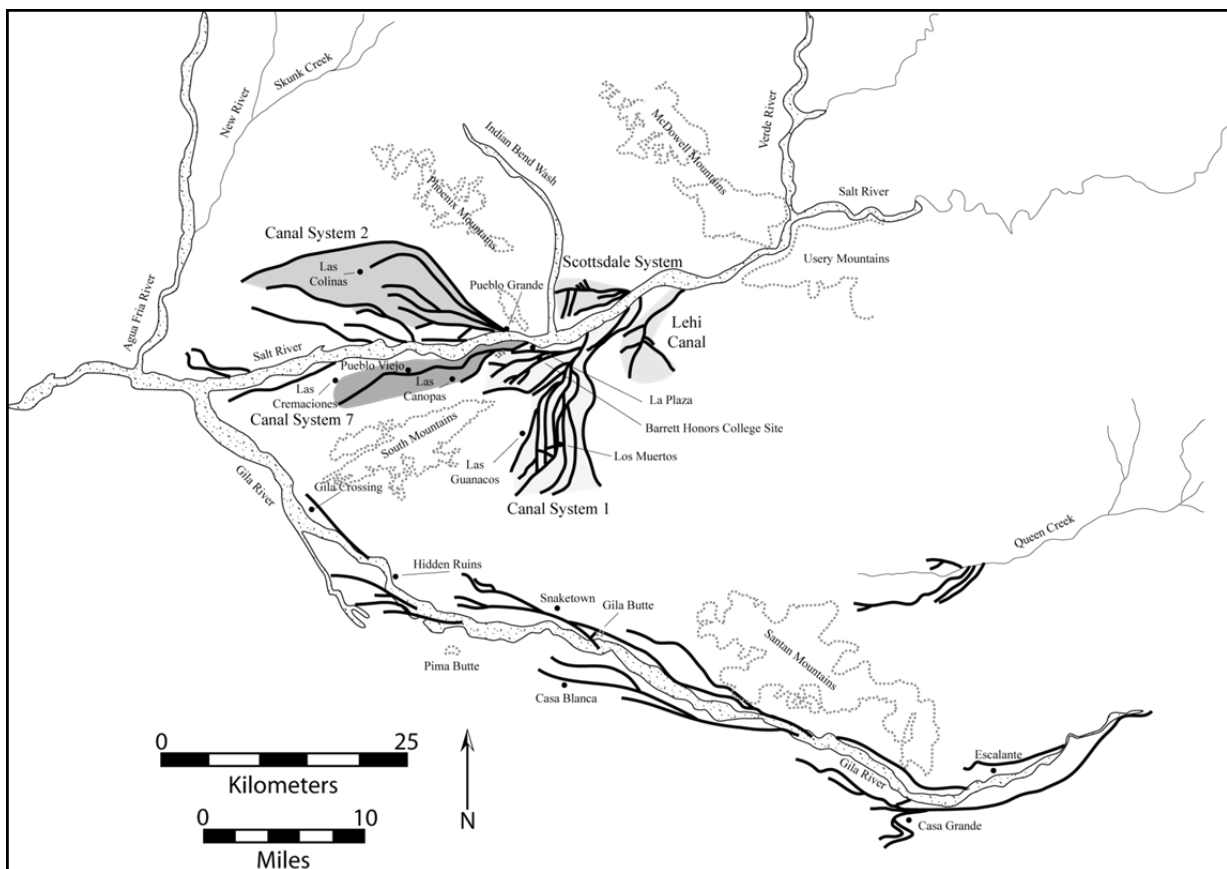 Skunk Creek
New River
Agua Fria River
Indian Bend Wash
Phoenix Mountains
McDowell Mountains
Verde River
Salt River
Usery Mountains
Canal System 2
Las
Colinas
Scottsdale System
Pueblo Grande
Lehi
Canal
Salt River
Pueblo Viejo
Las
Cremaciones
Las
Canopas
Canal System 7
La Plaza
Barrett Honors College Site
Los Muertos
South Mountains
Las
Guanacos
Canal System 1
Gila River
Gila Crossing
Hidden Ruins
Queen Creek
Snaketown
Gila Butte
Pima Butte
Casa Blanca
Santan Mountains
Escalante
Gila River
Casa Grande
0 25
Kilometers
0 10
Miles
N